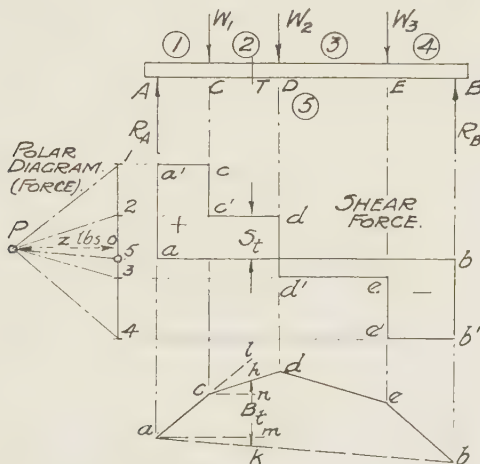 W1 W2 W3
1 2 3 4
A C T D E B
5
RA RB
POLAR
DIAGRAM
(FORCE).
1
a' c
2
c' d
SHEAR
FORCE.
P
z lbs
o
+
St
5
a b
3
d' e
−
4
e' b'
l
h d
c
n
e
Bt
a m
k
b